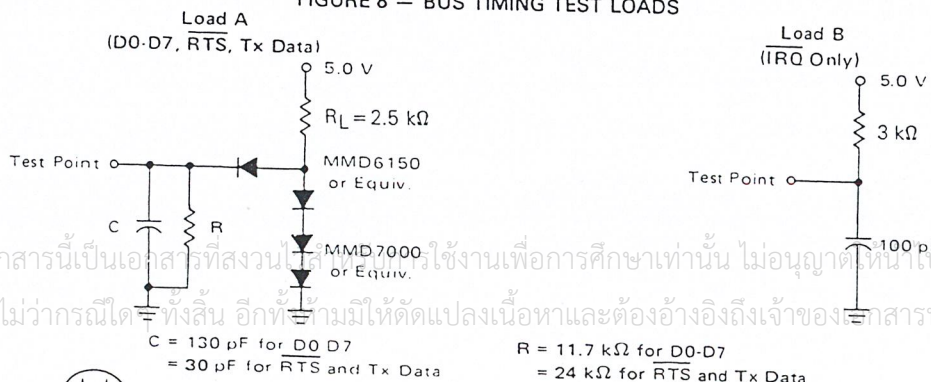 FIGURE 8 — BUS TIMING TEST LOADS
Load A
(D0-D7, RTS, Tx Data)
5.0 V
RL = 2.5 kΩ
Test Point
MMD6150
or Equiv.
C
R
MMD7000
or Equiv.
Load B
(IRQ Only)
5.0 V
3 kΩ
Test Point
100 p
กสารนี้เป็นเอกสารที่สงวนไว้สำหรับการใช้งานเพื่อการศึกษาเท่านั้น ไม่อนุญาตให้นำไ
ไม่ว่ากรณีใดๆ ทั้งสิ้น อีกทั้งห้ามมิให้ดัดแปลงเนื้อหาและต้องอ้างอิงถึงเจ้าของเอกสาร
C = 130 pF for D0 D7
= 30 pF for RTS and Tx Data
R = 11.7 kΩ for D0-D7
= 24 kΩ for RTS and Tx Data